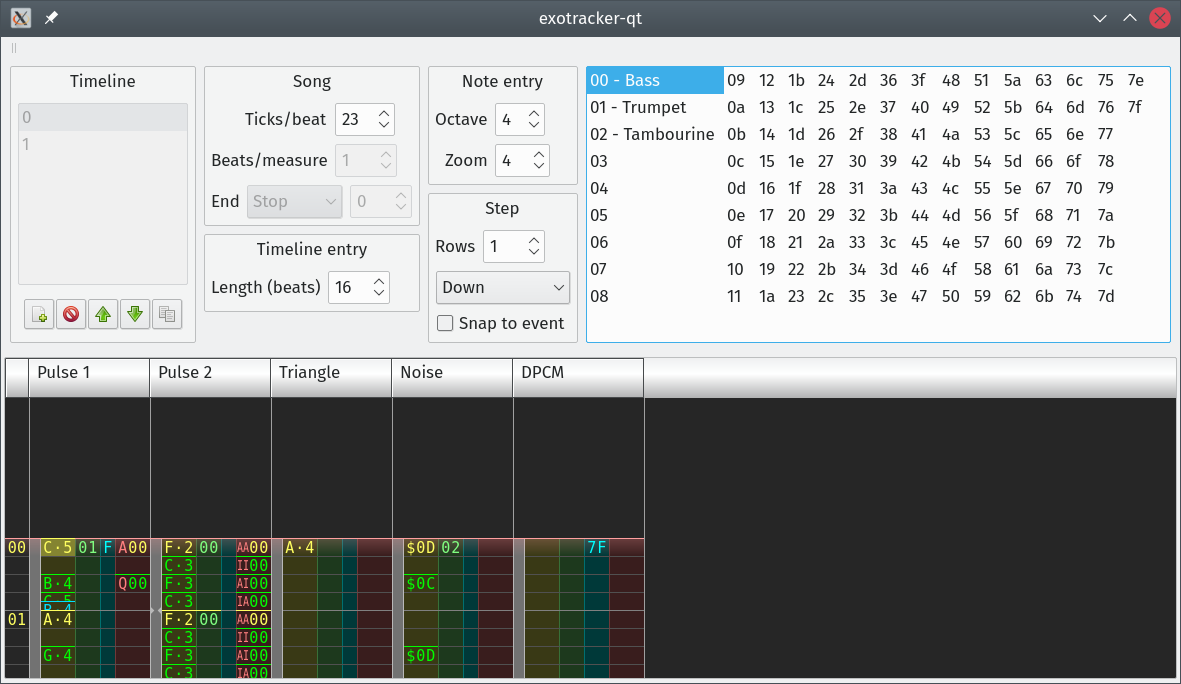 exotracker-qt
Timeline
0
1
Song
Ticks/beat 23
Beats/measure 1
End Stop 0
Timeline entry
Length (beats) 16
Note entry
Octave 4
Zoom 4
Step
Rows 1
Down
Snap to event
00 - Bass 09 12 1b 24 2d 36 3f 48 51 5a 63 6c 75 7e
01 - Trumpet 0a 13 1c 25 2e 37 40 49 52 5b 64 6d 76 7f
02 - Tambourine 0b 14 1d 26 2f 38 41 4a 53 5c 65 6e 77
03 0c 15 1e 27 30 39 42 4b 54 5d 66 6f 78
04 0d 16 1f 28 31 3a 43 4c 55 5e 67 70 79
05 0e 17 20 29 32 3b 44 4d 56 5f 68 71 7a
06 0f 18 21 2a 33 3c 45 4e 57 60 69 72 7b
07 10 19 22 2b 34 3d 46 4f 58 61 6a 73 7c
08 11 1a 23 2c 35 3e 47 50 59 62 6b 74 7d
Pulse 1 Pulse 2 Triangle Noise DPCM
00 C·5 01 F A00 F·2 00 AA00 A·4 $0D 02 7F
C·3 II00
B·4 Q00 F·3 AI00 $0C
C·5 C·3 IA00
B·4
01 A·4 F·2 00 AA00
C·3 II00
G·4 F·3 AI00 $0D
C·3 IA00